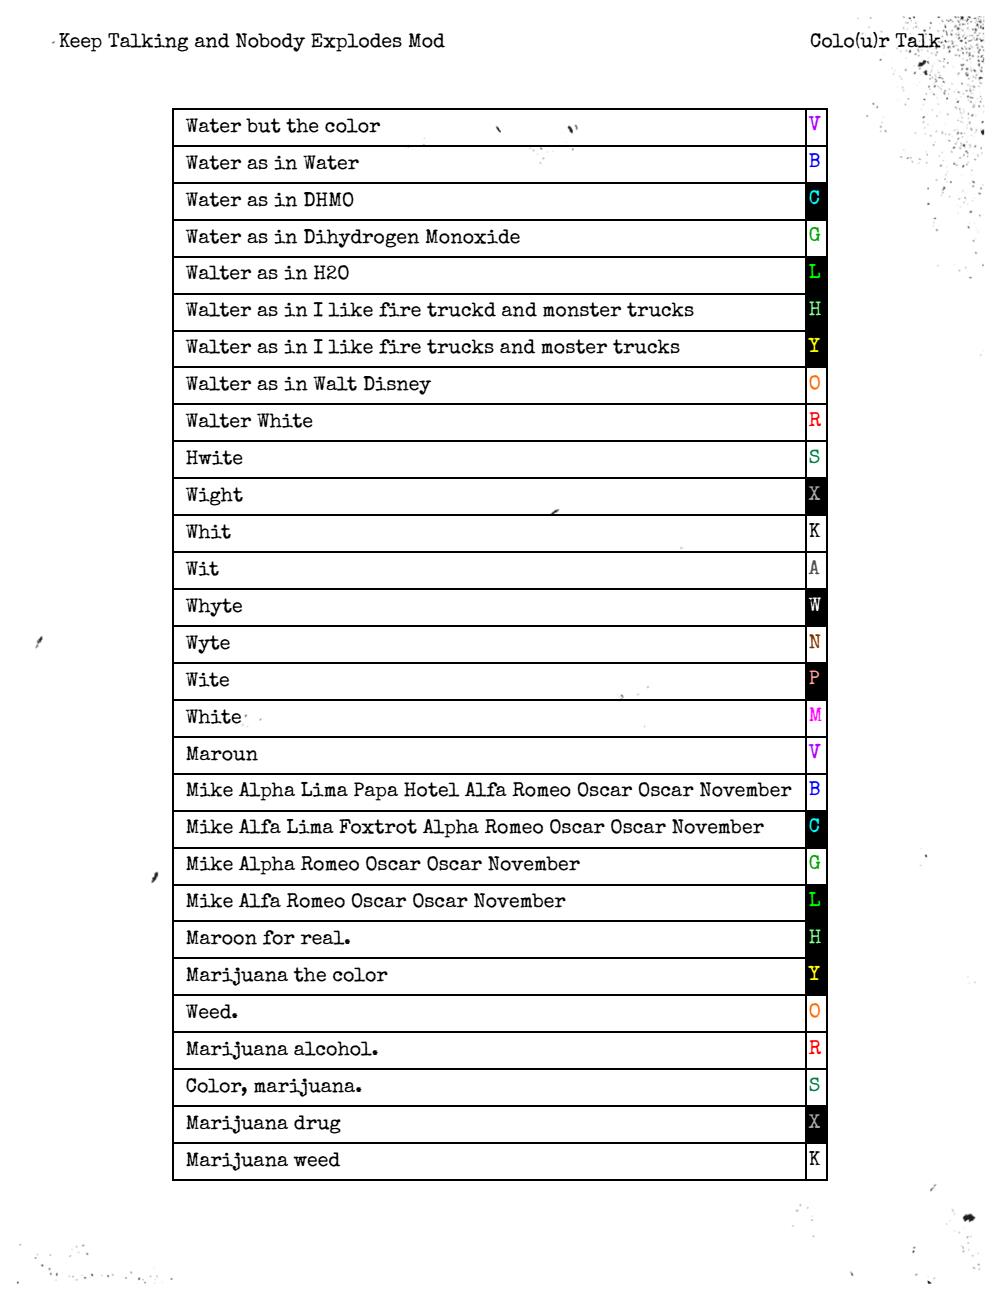 Keep Talking and Nobody Explodes Mod Colo(u)r Talk
Water but the color V
Water as in Water B
Water as in DHMO C
Water as in Dihydrogen Monoxide G
Walter as in H2O L
Walter as in I like fire truckd and monster trucks H
Walter as in I like fire trucks and moster trucks Y
Walter as in Walt Disney O
Walter White R
Hwite S
Wight X
Whit K
Wit A
Whyte W
Wyte N
Wite P
White M
Maroun V
Mike Alpha Lima Papa Hotel Alfa Romeo Oscar Oscar November B
Mike Alfa Lima Foxtrot Alpha Romeo Oscar Oscar November C
Mike Alpha Romeo Oscar Oscar November G
Mike Alfa Romeo Oscar Oscar November L
Maroon for real. H
Marijuana the color Y
Weed. O
Marijuana alcohol. R
Color, marijuana. S
Marijuana drug X
Marijuana weed K